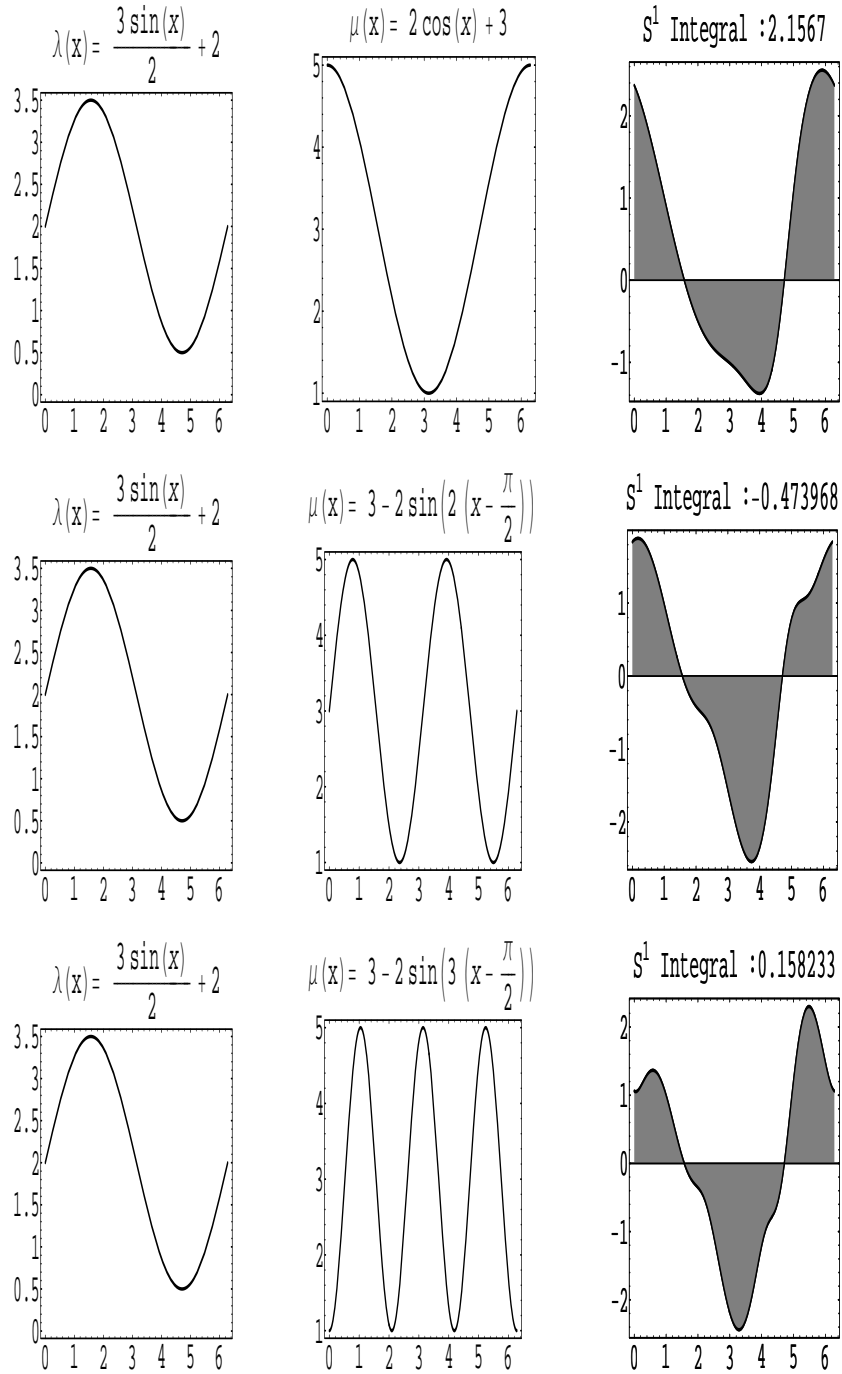 λ(x)= 3 sin(x)/2 +2
μ(x)= 2 cos(x) +3
S¹ Integral :2.1567
3.5
3
2.5
2
1.5
1
0.5
0
0 1 2 3 4 5 6
5
4
3
2
1
0 1 2 3 4 5 6
2
1
0
−1
0 1 2 3 4 5 6
λ(x)= 3 sin(x)/2 +2
μ(x)= 3−2 sin(2 (x−π/2))
S¹ Integral :−0.473968
3.5
3
2.5
2
1.5
1
0.5
0
0 1 2 3 4 5 6
5
4
3
2
1
0 1 2 3 4 5 6
1
0
−1
−2
0 1 2 3 4 5 6
λ(x)= 3 sin(x)/2 +2
μ(x)= 3−2 sin(3 (x−π/2))
S¹ Integral :0.158233
3.5
3
2.5
2
1.5
1
0.5
0
0 1 2 3 4 5 6
5
4
3
2
1
0 1 2 3 4 5 6
2
1
0
−1
−2
0 1 2 3 4 5 6